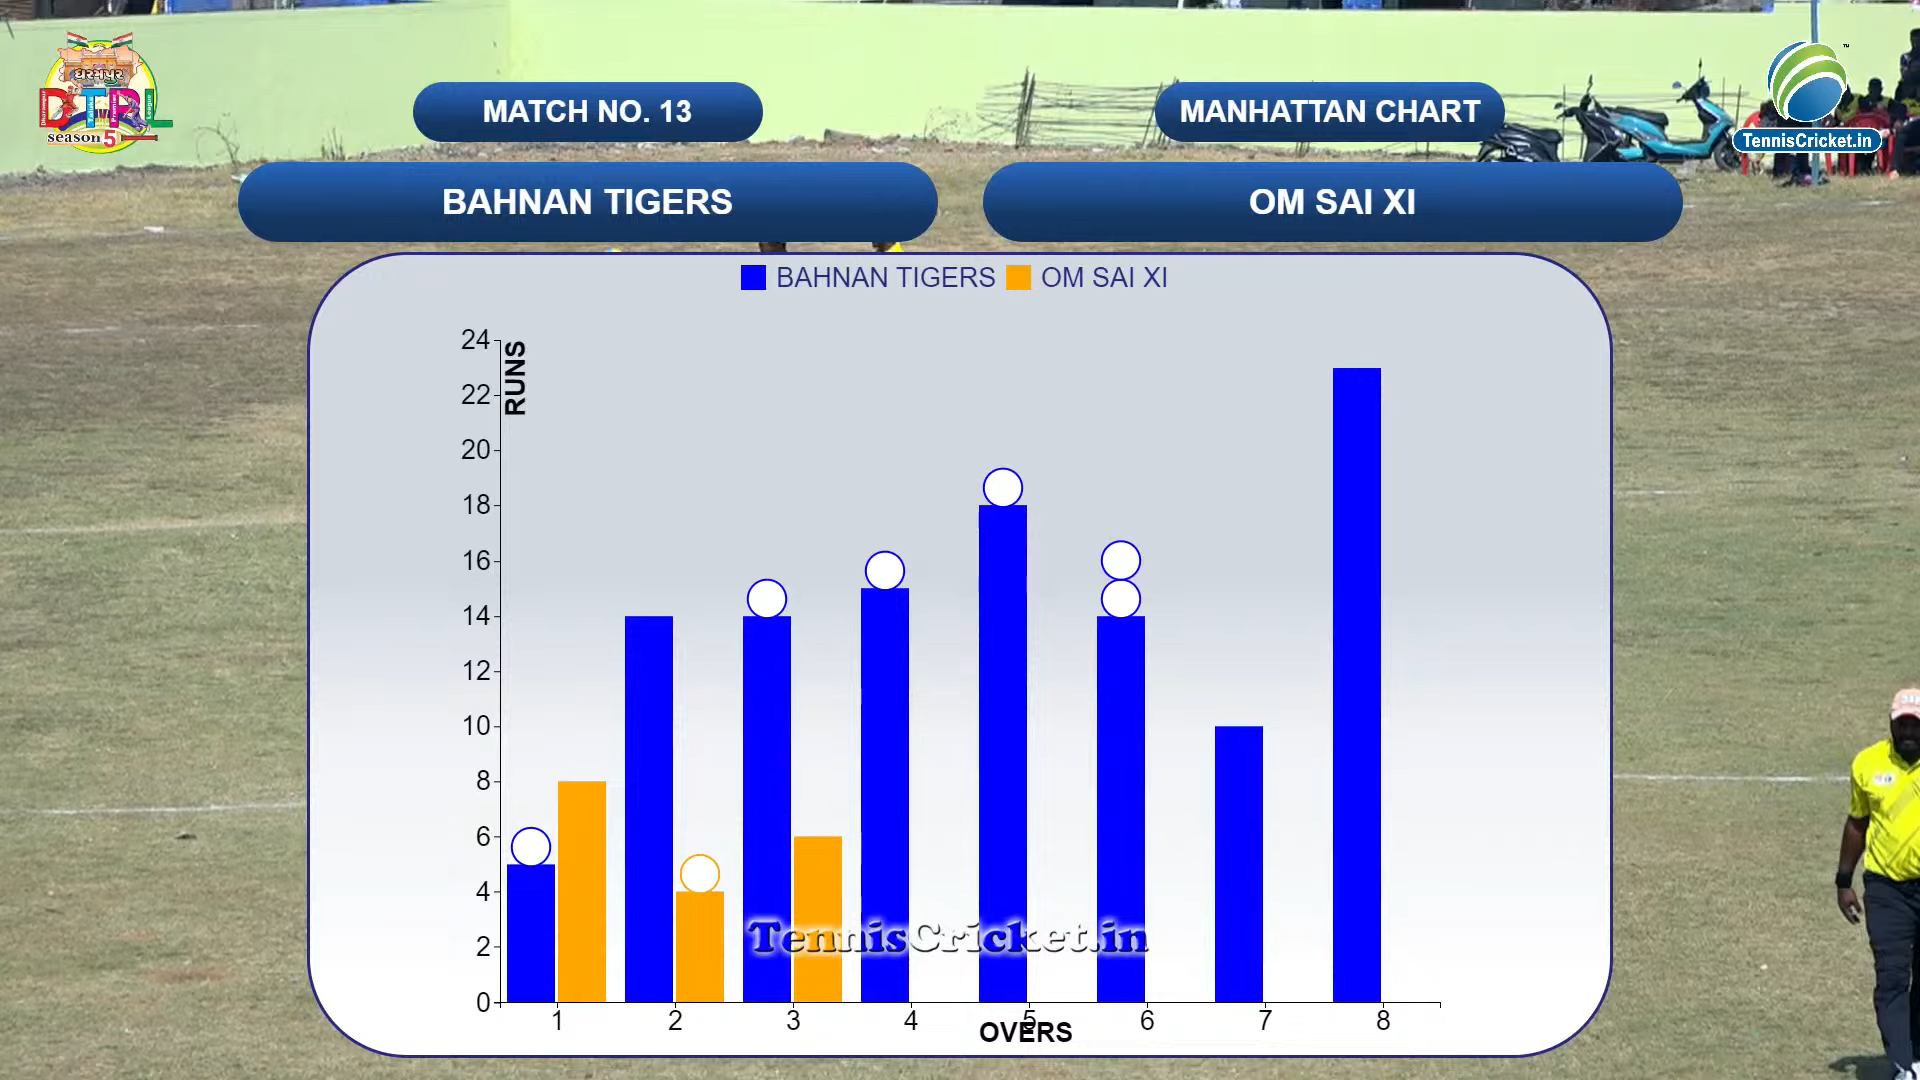 ધરમપુર
DTPL
season 5
MATCH NO. 13
MANHATTAN CHART
TennisCricket.in
BAHNAN TIGERS
OM SAI XI
BAHNAN TIGERS
OM SAI XI
RUNS
24
22
20
18
16
14
12
10
8
6
4
2
0
TennisCricket.in
1
2
3
4
5
6
7
8
OVERS